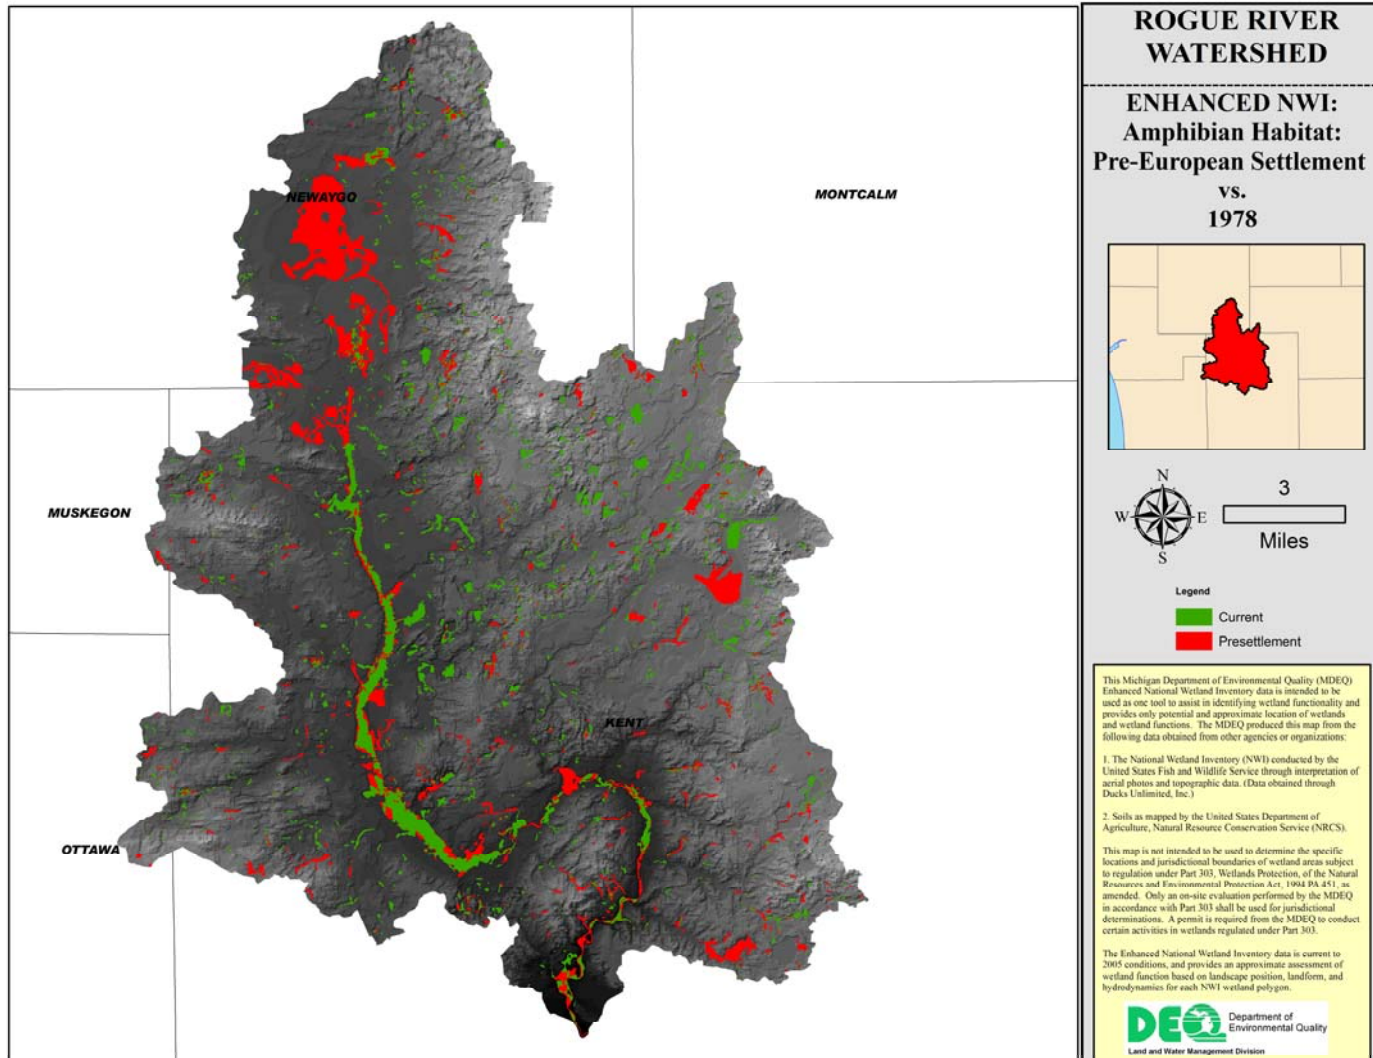 NEWAYGO
MONTCALM
MUSKEGON
KENT
OTTAWA
ROGUE RIVER
WATERSHED
ENHANCED NWI:
Amphibian Habitat:
Pre-European Settlement
vs.
1978
N
W E
S
3
Miles
Legend
Current
Presettlement
This Michigan Department of Environmental Quality (MDEQ)
Enhanced National Wetland Inventory data is intended to be
used as one tool to assist in identifying wetland functionality and
provides only potential and approximate location of wetlands
and wetland functions. The MDEQ produced this map from the
following data obtained from other agencies or organizations:
1. The National Wetland Inventory (NWI) conducted by the
United States Fish and Wildlife Service through interpretation of
aerial photos and topographic data. (Data obtained through
Ducks Unlimited, Inc.)
2. Soils as mapped by the United States Department of
Agriculture, Natural Resource Conservation Service (NRCS).
This map is not intended to be used to determine the specific
locations and jurisdictional boundaries of wetland areas subject
to regulation under Part 303, Wetlands Protection, of the Natural
Resources and Environmental Protection Act, 1994 PA 451, as
amended. Only an on-site evaluation performed by the MDEQ
in accordance with Part 303 shall be used for jurisdictional
determinations. A permit is required from the MDEQ to conduct
certain activities in wetlands regulated under Part 303.
The Enhanced National Wetland Inventory data is current to
2005 conditions, and provides an approximate assessment of
wetland function based on landscape position, landform, and
hydrodynamics for each NWI wetland polygon.
DEQ Department of
Environmental Quality
Land and Water Management Division